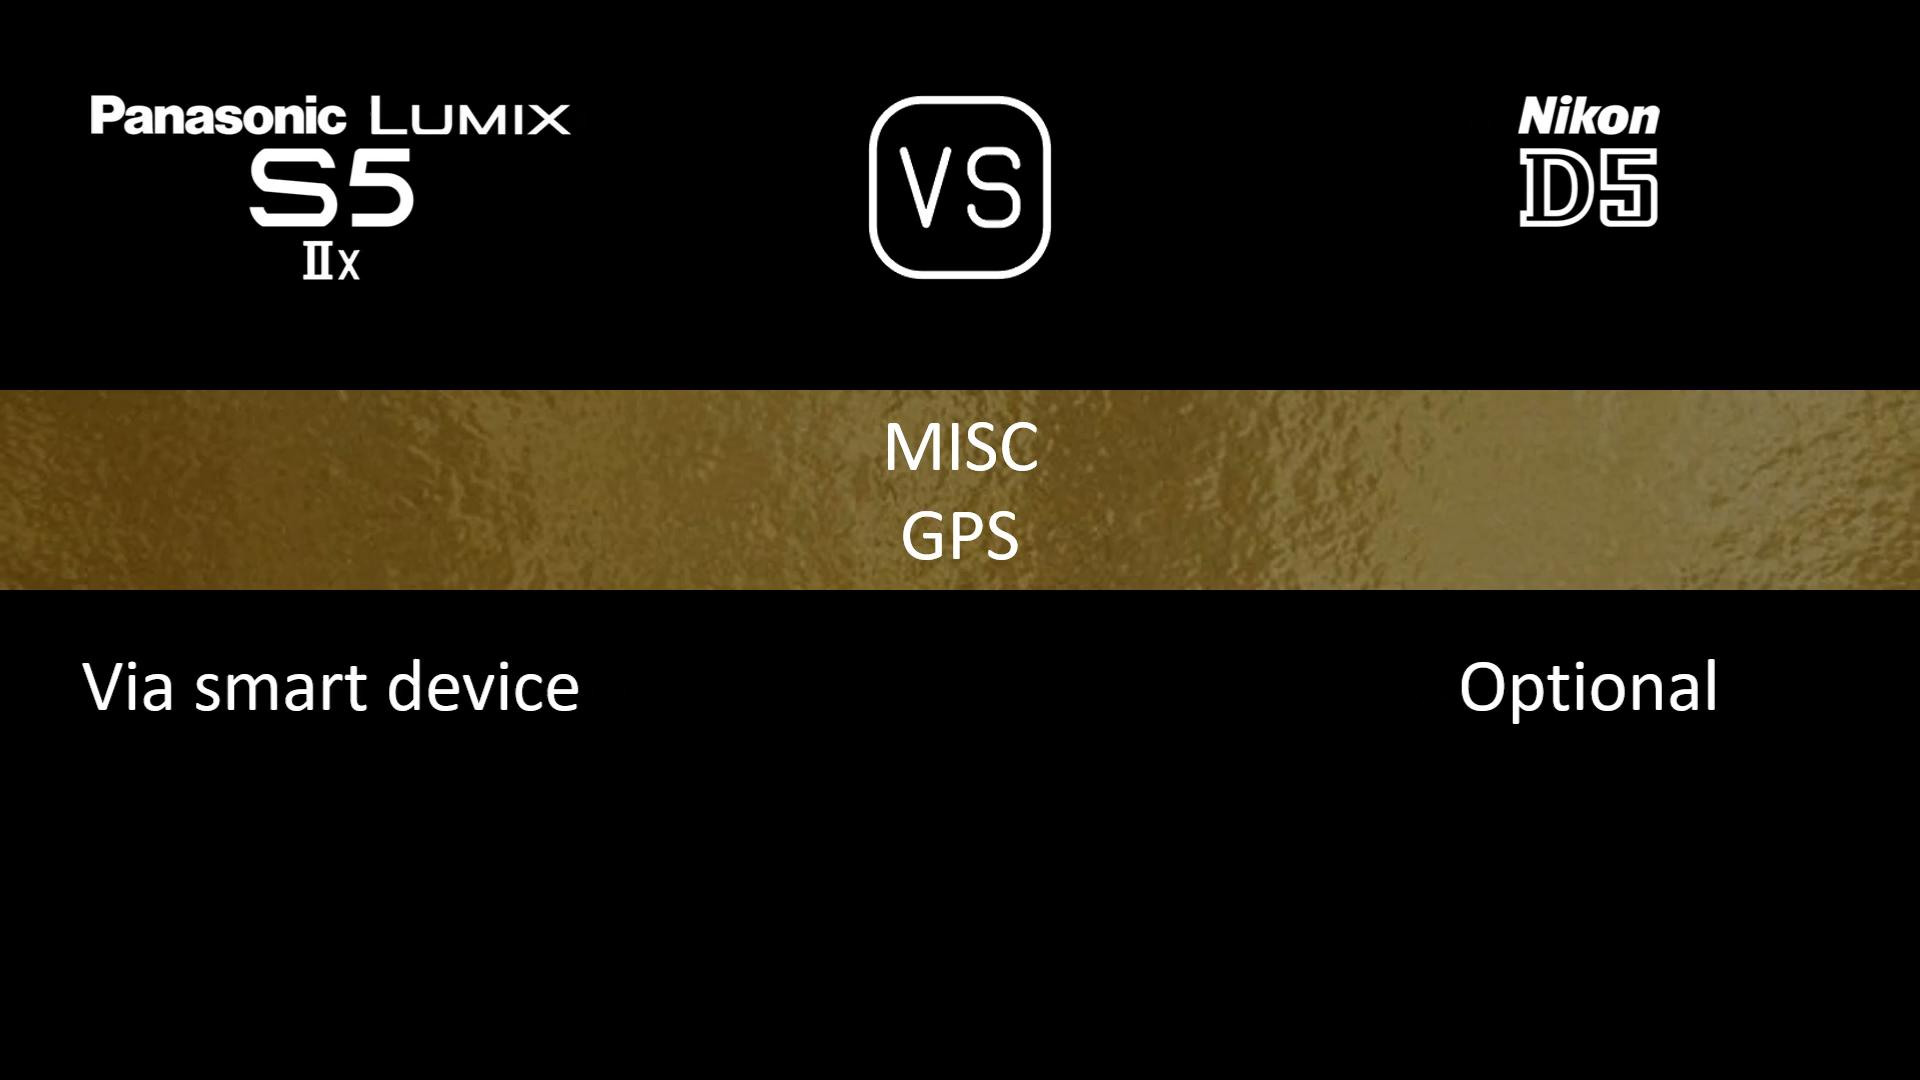 Panasonic LUMIX
S5
IIX
VS
Nikon
D5
MISC
GPS
Via smart device
Optional